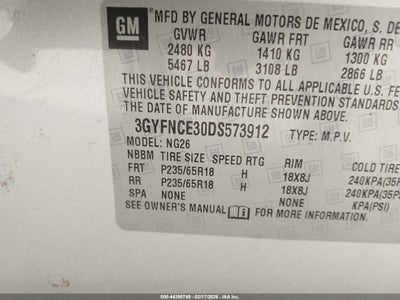 GM
MFD BY GENERAL MOTORS DE MEXICO, S. DE
GVWR GAWR FRT GAWR RR
2480 KG 1410 KG 1300 KG
5467 LB 3108 LB 2866 LB
THIS VEHICLE CONFORMS TO ALL APPLICABLE U.S. FE
VEHICLE SAFETY AND THEFT PREVENTION STANDARDS
DATE OF MANUFACTURE SHOWN ABOVE.
3GYFNCE30DS573912 TYPE: M.P.V.
MODEL: NG26
NBBM TIRE SIZE SPEED RTG RIM COLD TIRE
FRT P235/65R18 H 18X8J 240KPA(35P
RR P235/65R18 H 18X8J 240KPA(35PS
SPA NONE NONE KPA(PSI)
SEE OWNER'S MANUAL FOR MORE INFORMATION
000-44390749 - 02/17/2026 - IAA, Inc.